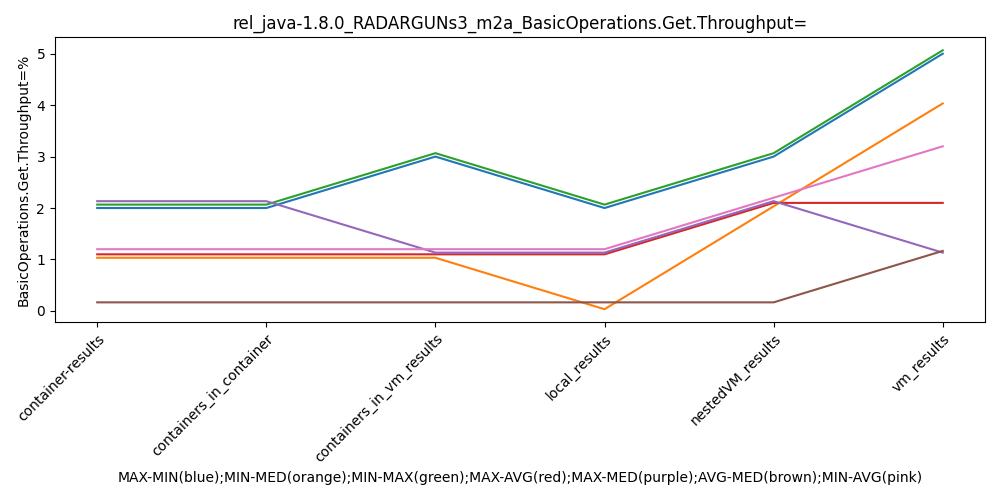 rel_java-1.8.0_RADARGUNs3_m2a_BasicOperations.Get.Throughput=
BasicOperations.Get.Throughput=%
5
4
3
2
1
0
container-results
containers_in_container
containers_in_vm_results
local_results
nestedVM_results
vm_results
MAX-MIN(blue);MIN-MED(orange);MIN-MAX(green);MAX-AVG(red);MAX-MED(purple);AVG-MED(brown);MIN-AVG(pink)